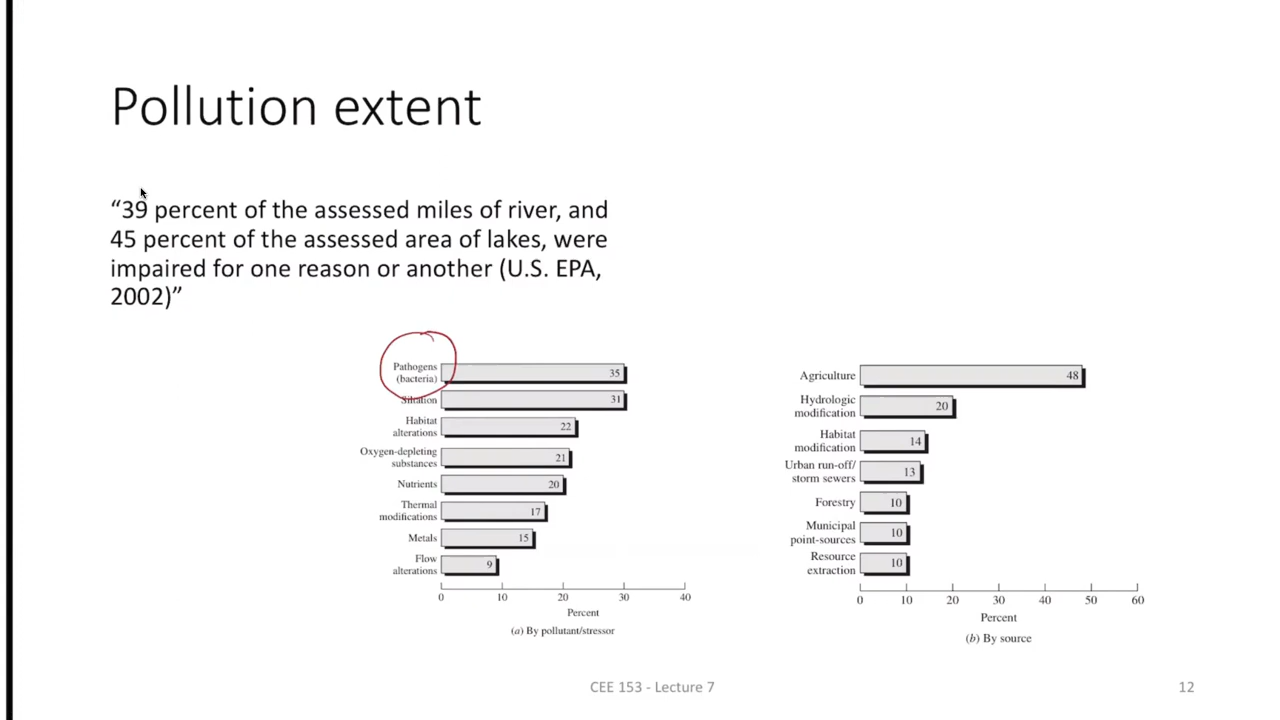 Pollution extent
“39 percent of the assessed miles of river, and
45 percent of the assessed area of lakes, were
impaired for one reason or another (U.S. EPA,
2002)”
Pathogens
(bacteria)
35
Siltation
31
Habitat
alterations
22
Oxygen-depleting
substances
21
Nutrients
20
Thermal
modifications
17
Metals
15
Flow
alterations
9
0 10 20 30 40
Percent
(a) By pollutant/stressor
Agriculture
48
Hydrologic
modification
20
Habitat
modification
14
Urban run-off/
storm sewers
13
Forestry
10
Municipal
point-sources
10
Resource
extraction
10
0 10 20 30 40 50 60
Percent
(b) By source
CEE 153 - Lecture 7
12